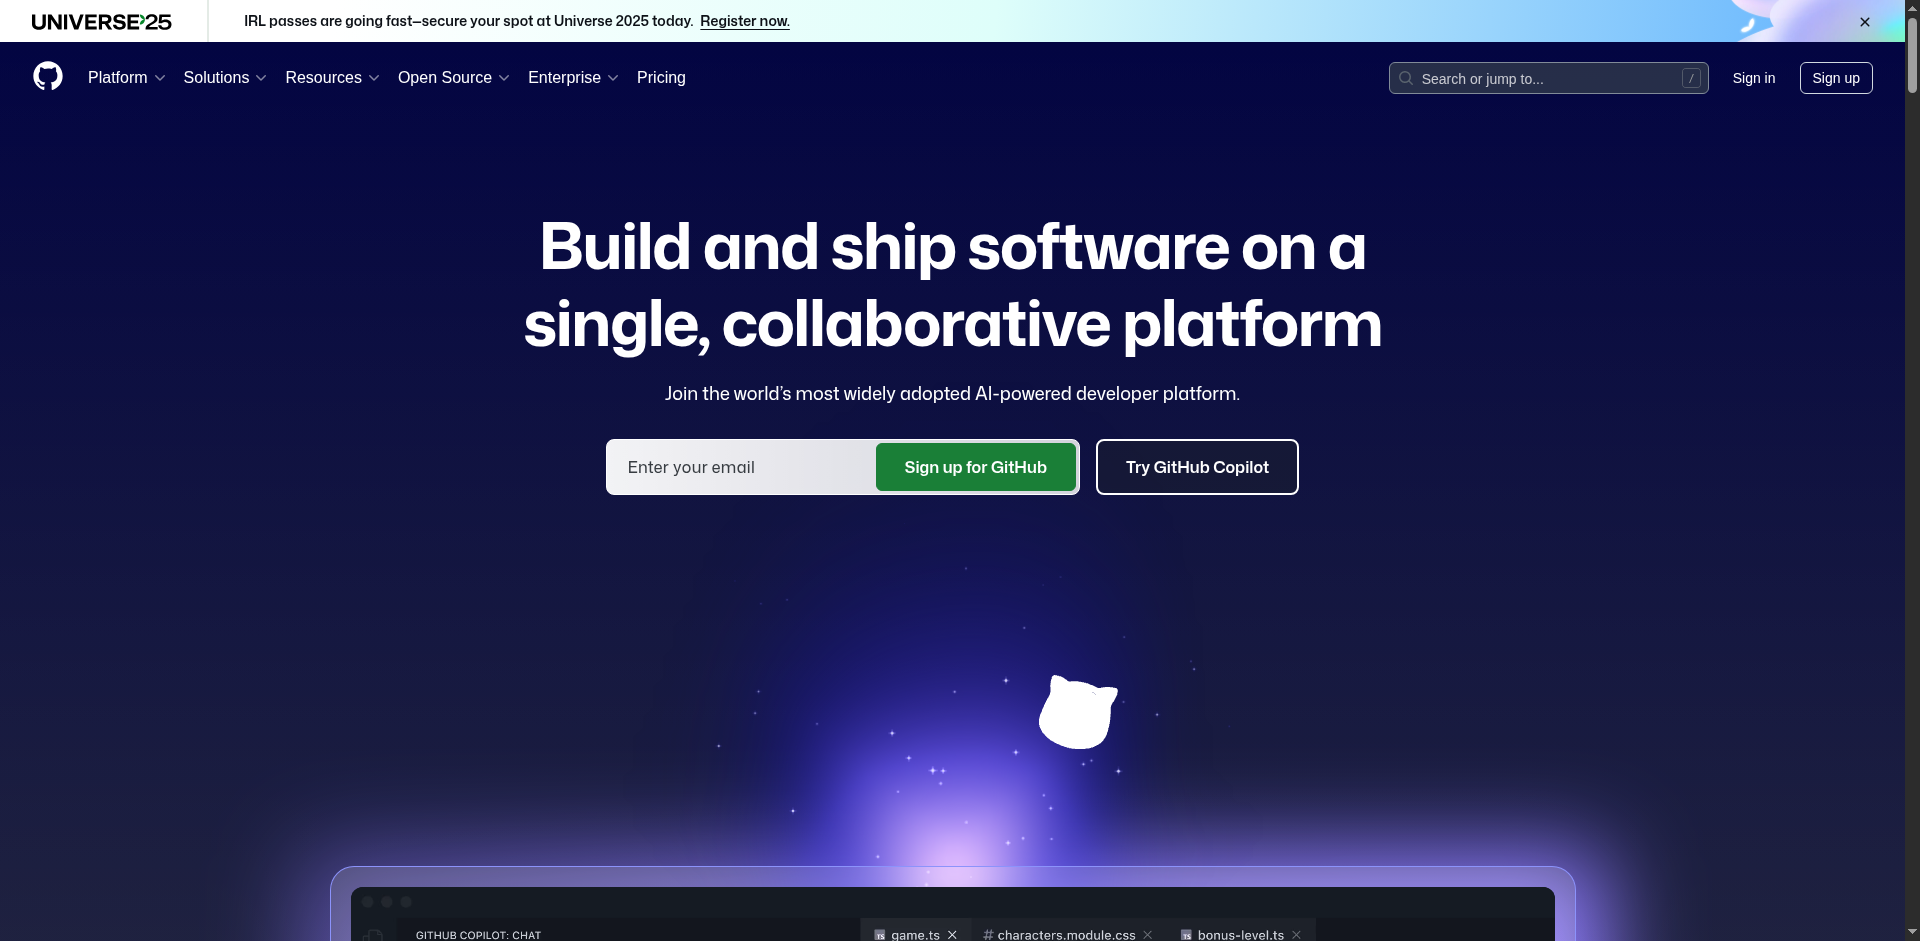 UNIVERSE'25
IRL passes are going fast—secure your spot at Universe 2025 today. Register now.
Platform Solutions Resources Open Source Enterprise Pricing
Search or jump to... /
Sign in
Sign up
Build and ship software on a
single, collaborative platform
Join the world’s most widely adopted AI-powered developer platform.
Enter your email
Sign up for GitHub
Try GitHub Copilot
GITHUB COPILOT: CHAT
TS game.ts
# characters.module.css
TS bonus-level.ts